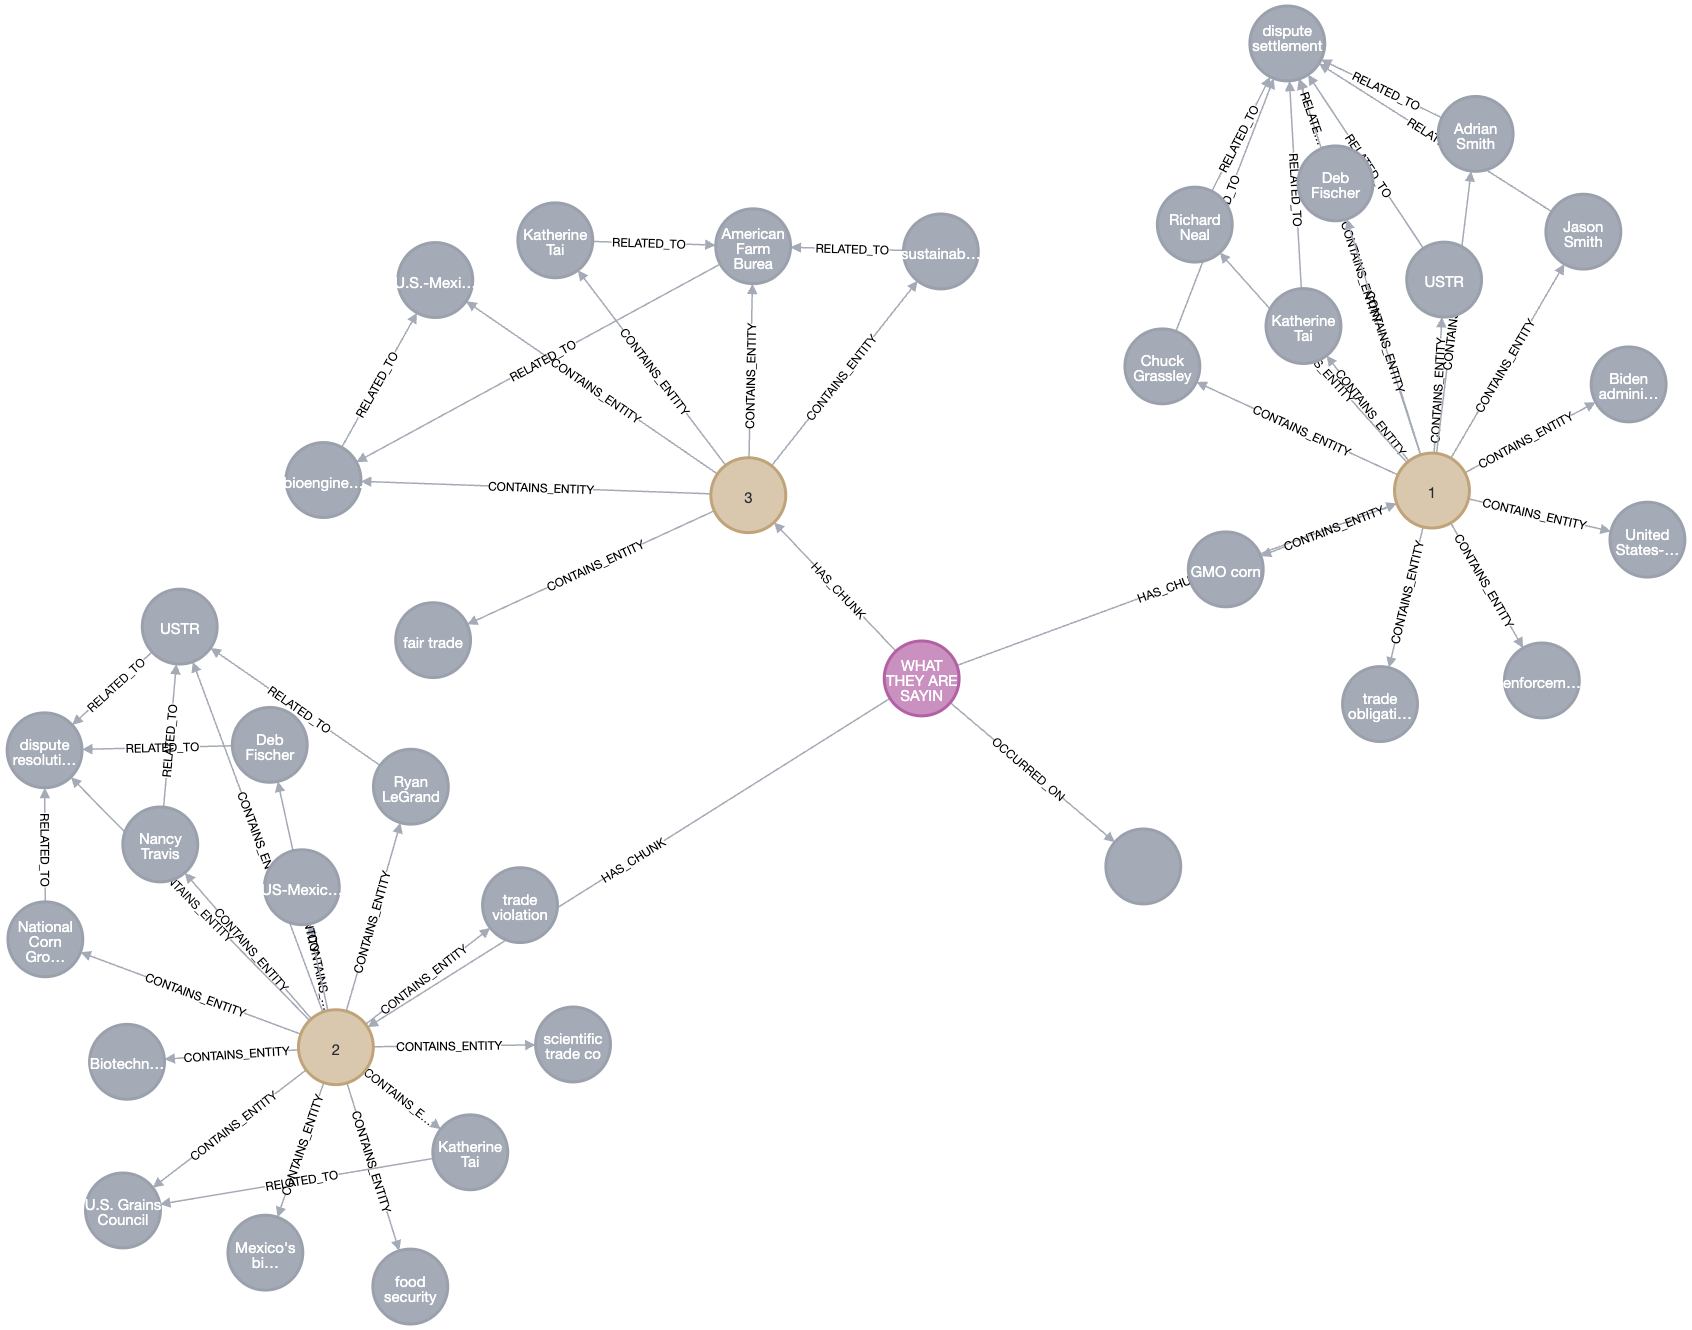 dispute
settlement
RELATED_TO
RELAT
Adrian
Smith
RELATED_TO
D_TO
RELATE...
RELATED_TO
RELATED_TO
Deb
Fischer
Richard
Neal
Jason
Smith
USTR
Katherine
Tai
Chuck
Grassley
Biden
admini...
CONTAINS_ENTITY
CONTAINS_ENTITY
CONTAINS_ENTITY
CONTAIN
CONTAINS_ENTITY
CONTAINS_ENTITY
S_ENTITY
CONTAINS_ENTITY
CONTAINS_ENTITY
1
CONTAINS_ENTITY
United
States-...
CONTAINS_ENTITY
GMO corn
HAS_CHU
CONTAINS_ENTITY
CONTAINS_ENTITY
trade
obligati...
enforcem...
Katherine
Tai
RELATED_TO
American
Farm
Burea
RELATED_TO
sustainab...
U.S.-Mexi...
RELATED_TO
RELATED_TO
CONTAINS_ENTITY
CONTAINS_ENTITY
CONTAINS_ENTITY
CONTAINS_ENTITY
bioengine...
CONTAINS_ENTITY
3
CONTAINS_ENTITY
fair trade
HAS_CHUNK
WHAT
THEY ARE
SAYIN
OCCURRED_ON
HAS_CHUNK
USTR
RELATED_TO
RELATED_TO
RELATED_TO
dispute
resoluti...
RELATED_TO
Deb
Fischer
Ryan
LeGrand
Nancy
Travis
CONTAINS_EN
US-Mexic...
RELATED_TO
National
Corn
Gro...
NTAINS_ENTITY
CONTAINS_ENTITY
CONTAINS_...
CONTAINS_ENTITY
trade
violation
CONTAINS_ENTITY
CONTAINS_ENTITY
2
Biotechn...
CONTAINS_ENTITY
CONTAINS_ENTITY
scientific
trade co
CONTAINS_ENTITY
CONTAINS_ENTITY
CONTAINS_ENTITY
CONTAINS_E...
Katherine
Tai
RELATED_TO
U.S. Grains
Council
Mexico's
bi...
food
security